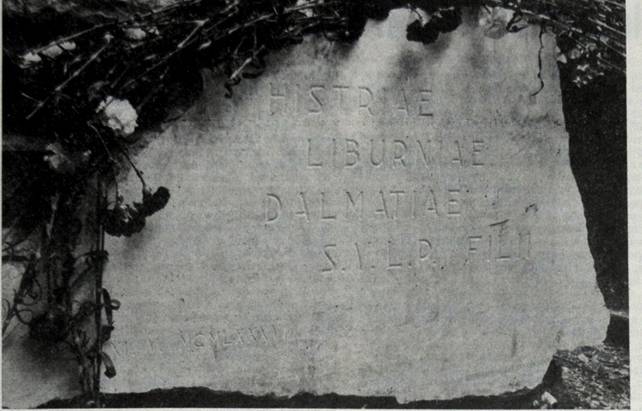 HISTRIAE
LIBURNIAE
DALMATIAE
S.V.L.P. FILII